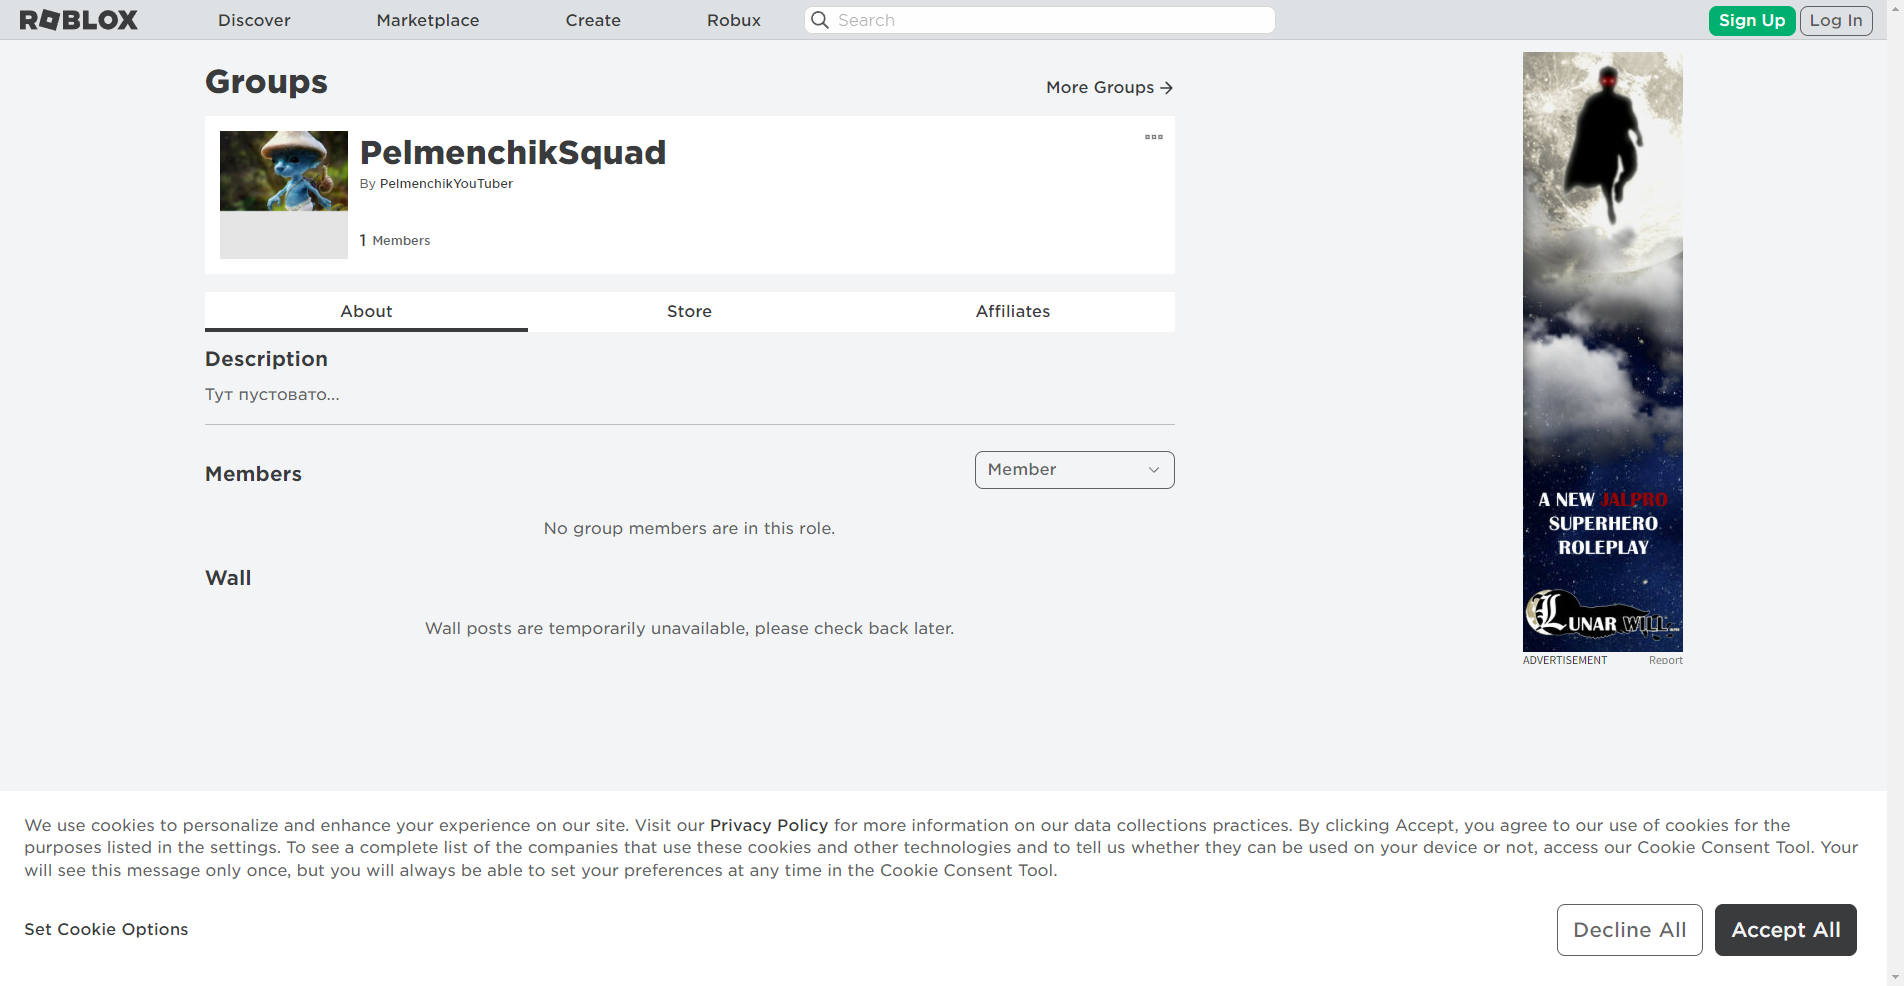 ROBLOX
Discover
Marketplace
Create
Robux
Search
Sign Up
Log In
Groups
More Groups
PelmenchikSquad
By PelmenchikYouTuber
1 Members
About
Store
Affiliates
Description
Тут пустовато...
Members
Member
No group members are in this role.
Wall
Wall posts are temporarily unavailable, please check back later.
A NEW JAIPRO
SUPERHERO
ROLEPLAY
LUNAR WILL
ADVERTISEMENT
Report
We use cookies to personalize and enhance your experience on our site. Visit our Privacy Policy for more information on our data collections practices. By clicking Accept, you agree to our use of cookies for the
purposes listed in the settings. To see a complete list of the companies that use these cookies and other technologies and to tell us whether they can be used on your device or not, access our Cookie Consent Tool. Your
will see this message only once, but you will always be able to set your preferences at any time in the Cookie Consent Tool.
Set Cookie Options
Decline All
Accept All